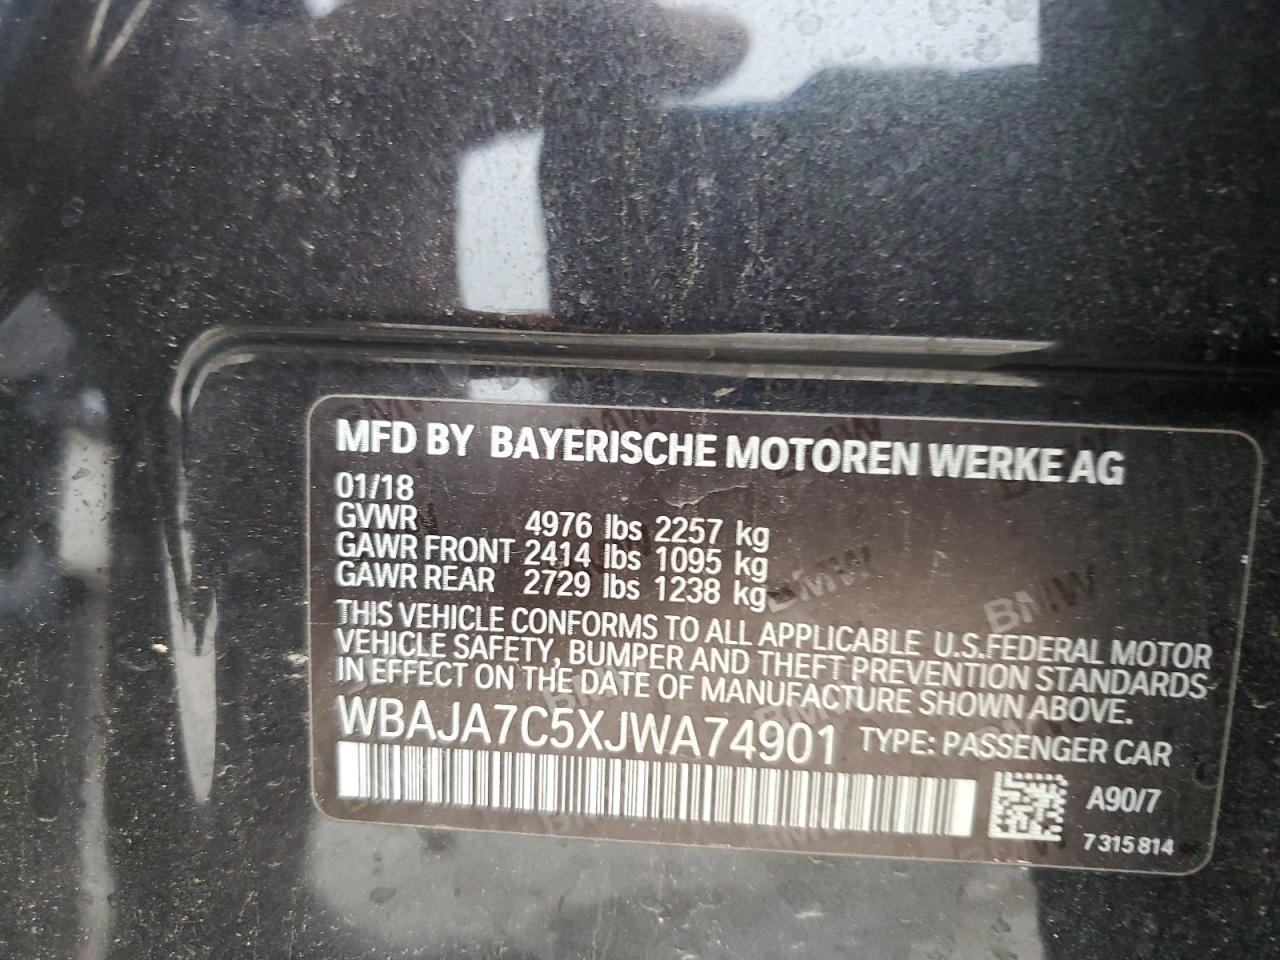 MFD BY BAYERISCHE MOTOREN WERKE AG
01/18
GVWR 4976 lbs 2257 kg
GAWR FRONT 2414 lbs 1095 kg
GAWR REAR 2729 lbs 1238 kg
THIS VEHICLE CONFORMS TO ALL APPLICABLE U.S.FEDERAL MOTOR
VEHICLE SAFETY, BUMPER AND THEFT PREVENTION STANDARDS
IN EFFECT ON THE DATE OF MANUFACTURE SHOWN ABOVE.
WBAJA7C5XJWA74901 TYPE: PASSENGER CAR
A90/7
7 315 814